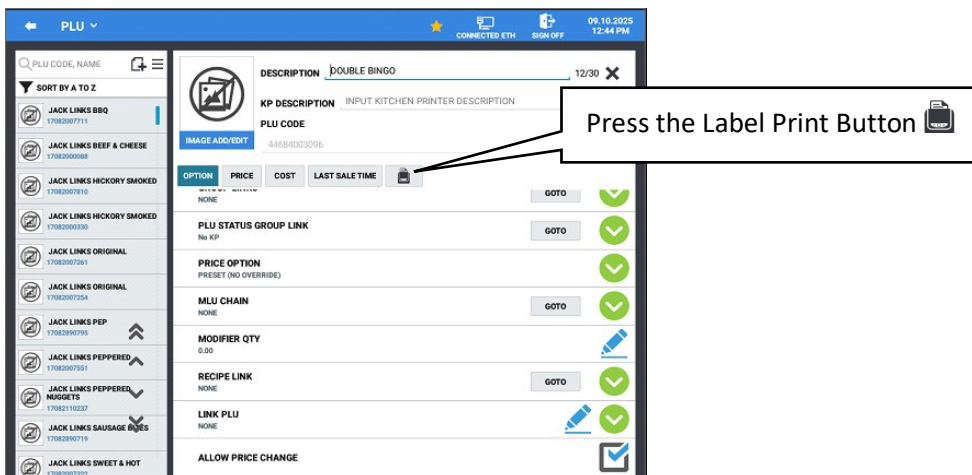 PLU
CONNECTED ETH
SIGN OFF
09.10.2025
12:44 PM
PLU CODE, NAME
SORT BY A TO Z
JACK LINKS BBQ
17082007711
JACK LINKS BEEF & CHEESE
17082000088
JACK LINKS HICKORY SMOKED
17082007810
JACK LINKS HICKORY SMOKED
17082000330
JACK LINKS ORIGINAL
17082007261
JACK LINKS ORIGINAL
17082007254
JACK LINKS PEP
17082890795
JACK LINKS PEPPERED
17082007551
JACK LINKS PEPPERED
NUGGETS
17082110237
JACK LINKS SAUSAGE BITES
17082890719
JACK LINKS SWEET & HOT
DESCRIPTION DOUBLE BINGO 12/30
KP DESCRIPTION INPUT KITCHEN PRINTER DESCRIPTION
PLU CODE
44684003096
IMAGE ADD/EDIT
OPTION PRICE COST LAST SALE TIME
NONE GOTO
PLU STATUS GROUP LINK
No KP GOTO
PRICE OPTION
PRESET (NO OVERRIDE)
MLU CHAIN
NONE GOTO
MODIFIER QTY
0.00
RECIPE LINK
NONE GOTO
LINK PLU
NONE
ALLOW PRICE CHANGE
Press the Label Print Button